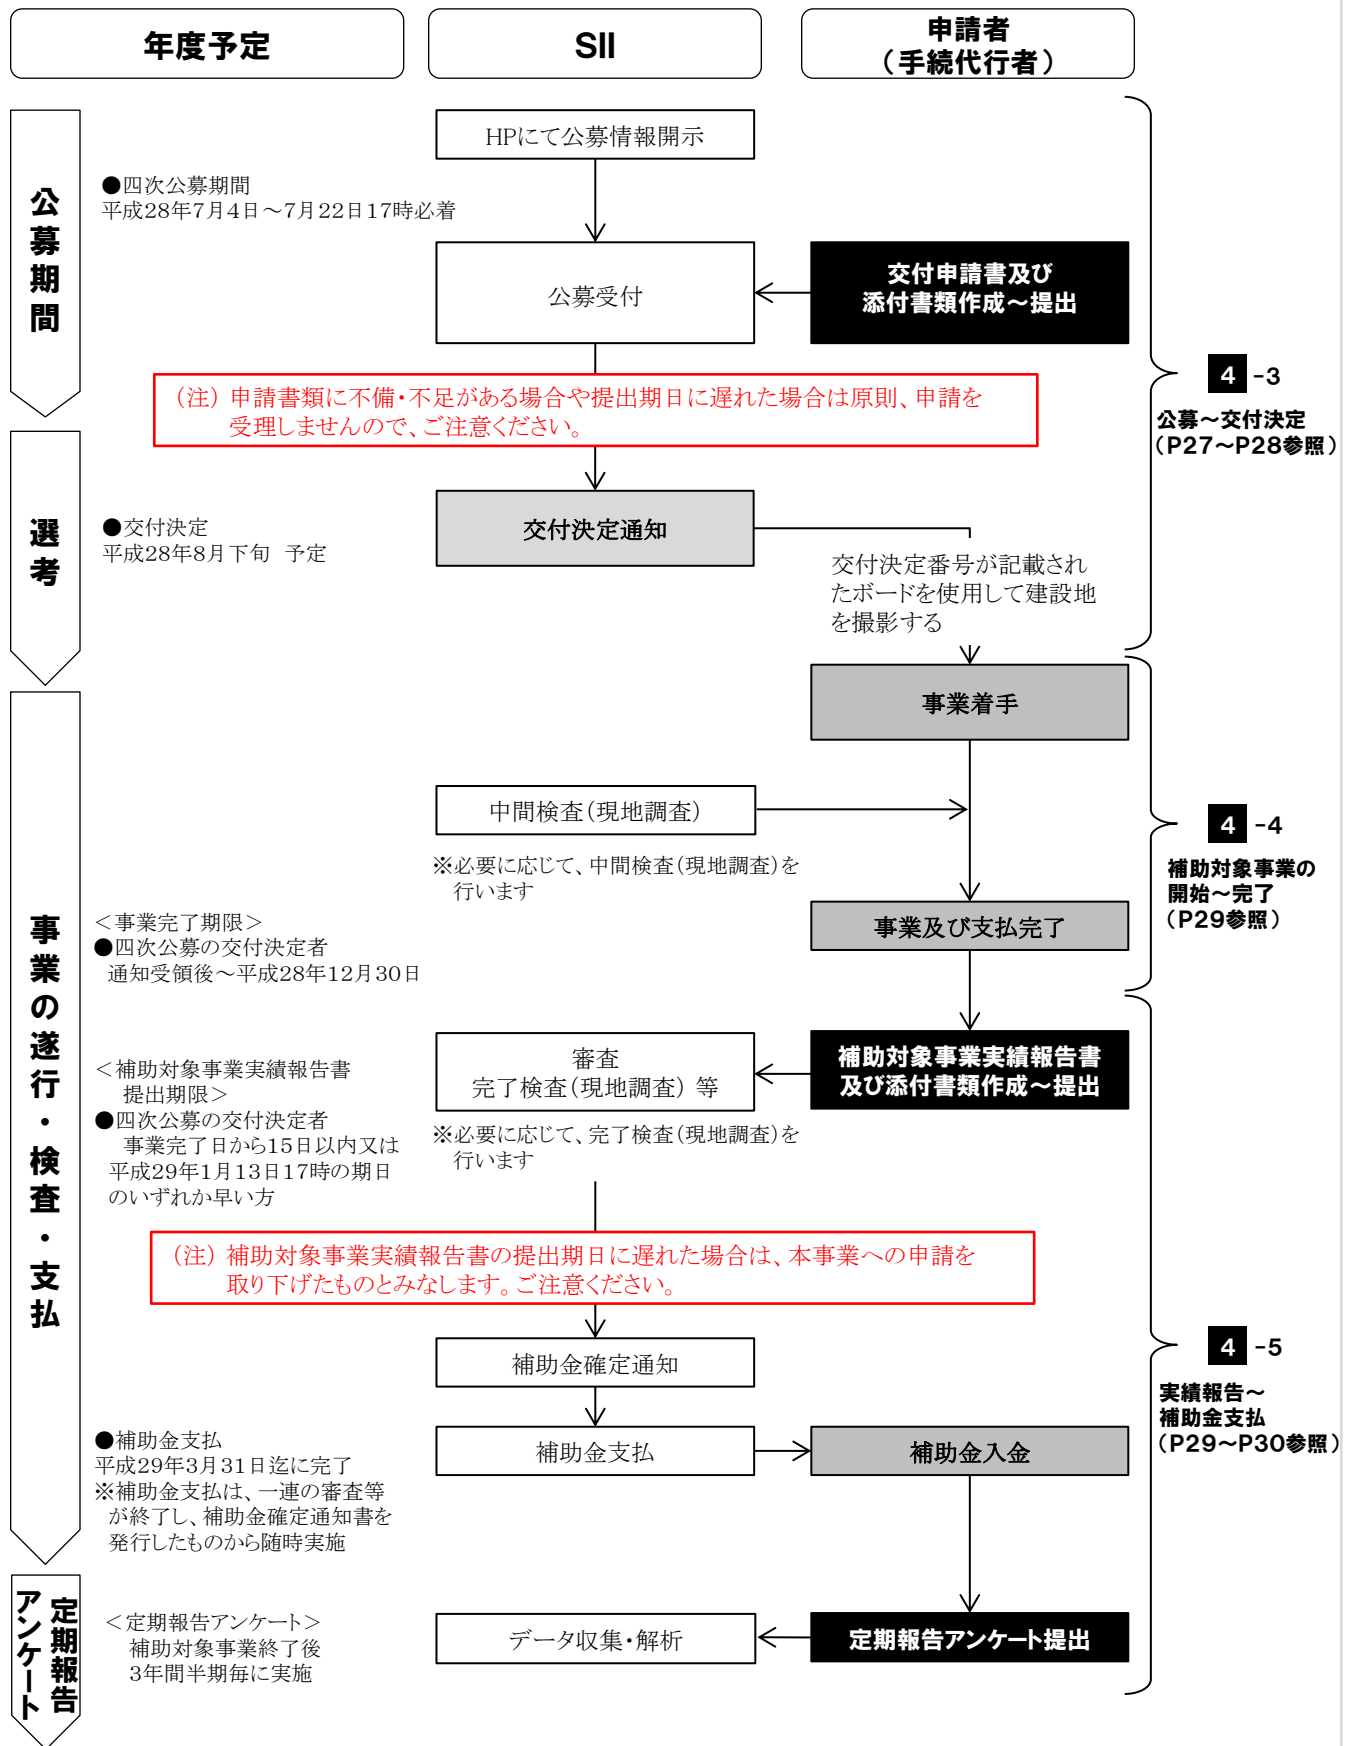 年度予定
SII
申請者
（手続代行者）
公募期間
HPにて公募情報開示
●四次公募期間
平成28年7月4日～7月22日17時必着
公募受付
交付申請書及び
添付書類作成～提出
（注） 申請書類に不備・不足がある場合や提出期日に遅れた場合は原則、申請を
受理しませんので、ご注意ください。
4 -3
公募～交付決定
（P27～P28参照）
選考
●交付決定
平成28年8月下旬 予定
交付決定通知
交付決定番号が記載され
たボードを使用して建設地
を撮影する
事業の遂行・検査・支払
事業着手
中間検査（現地調査）
※必要に応じて、中間検査（現地調査）を
行います
4 -4
補助対象事業の
開始～完了
（P29参照）
＜事業完了期限＞
●四次公募の交付決定者
通知受領後～平成28年12月30日
事業及び支払完了
＜補助対象事業実績報告書
提出期限＞
●四次公募の交付決定者
事業完了日から15日以内又は
平成29年1月13日17時の期日
のいずれか早い方
審査
完了検査（現地調査） 等
補助対象事業実績報告書
及び添付書類作成～提出
※必要に応じて、完了検査（現地調査）を
行います
（注） 補助対象事業実績報告書の提出期日に遅れた場合は、本事業への申請を
取り下げたものとみなします。ご注意ください。
補助金確定通知
4 -5
実績報告～
補助金支払
（P29～P30参照）
●補助金支払
平成29年3月31日迄に完了
※補助金支払は、一連の審査等
が終了し、補助金確定通知書を
発行したものから随時実施
補助金支払
補助金入金
定期報告
アンケート
＜定期報告アンケート＞
補助対象事業終了後
3年間半期毎に実施
データ収集・解析
定期報告アンケート提出